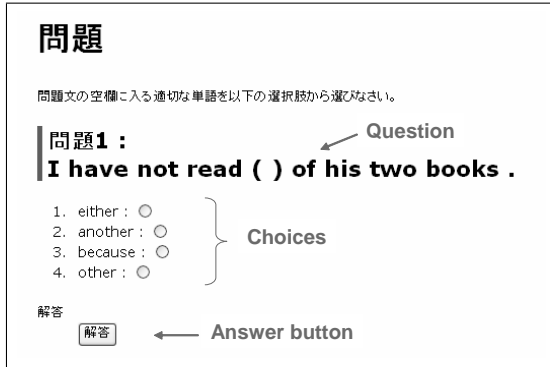 問題
問題文の空欄に入る適切な単語を以下の選択肢から選びなさい。
問題1：
Question
I have not read ( ) of his two books .
1. either :
2. another :
3. because :
4. other :
Choices
解答
解答
Answer button